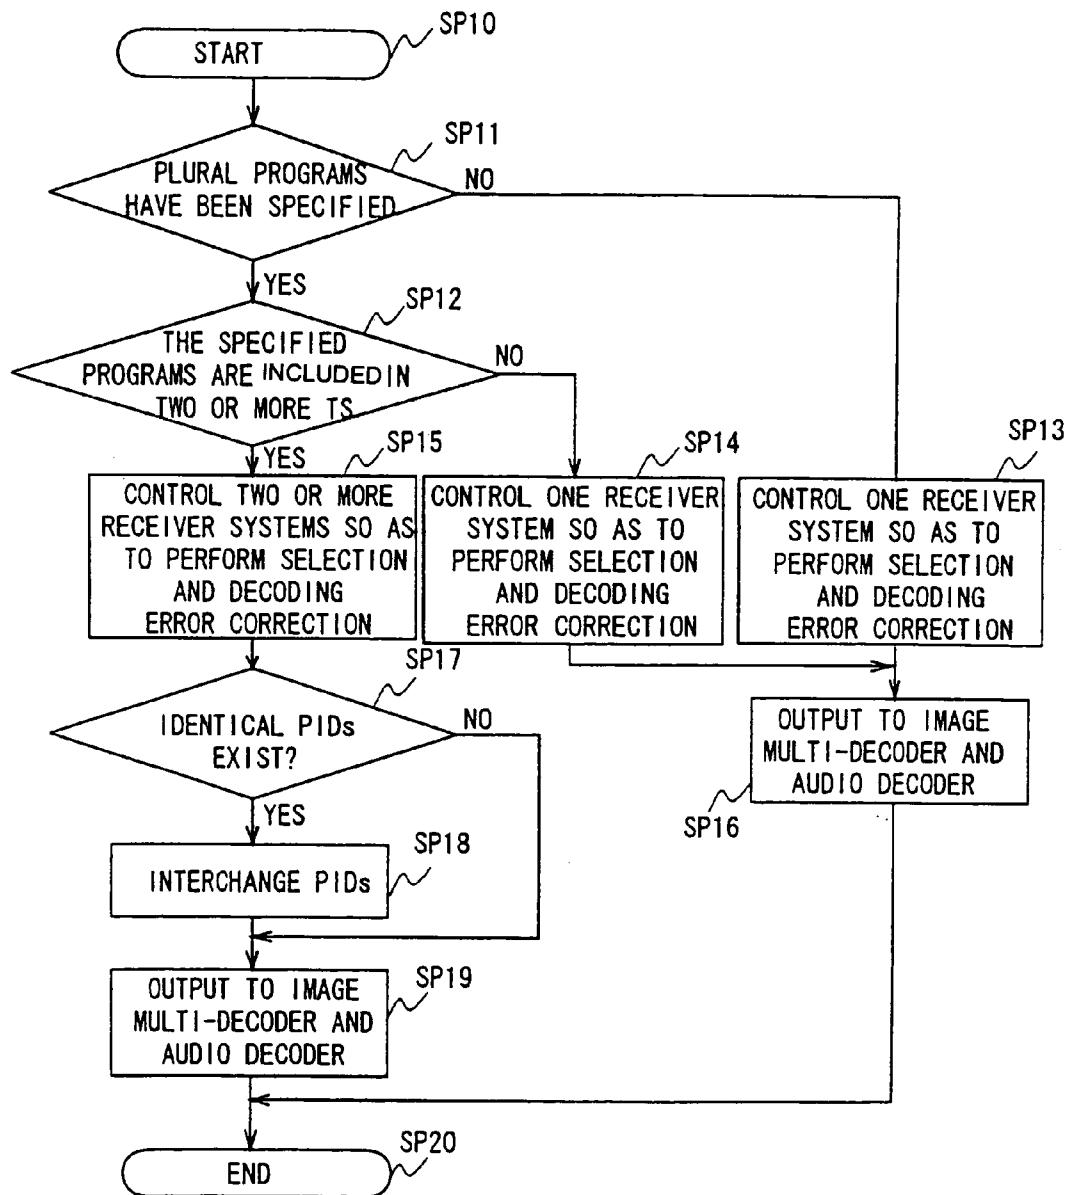 SP10
START
SP11
PLURAL PROGRAMS
HAVE BEEN SPECIFIED
NO
YES
SP12
THE SPECIFIED
PROGRAMS ARE INCLUDED IN
TWO OR MORE TS
NO
YES
SP15
CONTROL TWO OR MORE
RECEIVER SYSTEMS SO AS
TO PERFORM SELECTION
AND DECODING
ERROR CORRECTION
SP14
CONTROL ONE RECEIVER
SYSTEM SO AS TO
PERFORM SELECTION
AND DECODING
ERROR CORRECTION
SP13
CONTROL ONE RECEIVER
SYSTEM SO AS TO
PERFORM SELECTION
AND DECODING
ERROR CORRECTION
SP17
IDENTICAL PIDs
EXIST?
NO
YES
OUTPUT TO IMAGE
MULTI-DECODER AND
AUDIO DECODER
SP16
SP18
INTERCHANGE PIDs
SP19
OUTPUT TO IMAGE
MULTI-DECODER AND
AUDIO DECODER
SP20
END